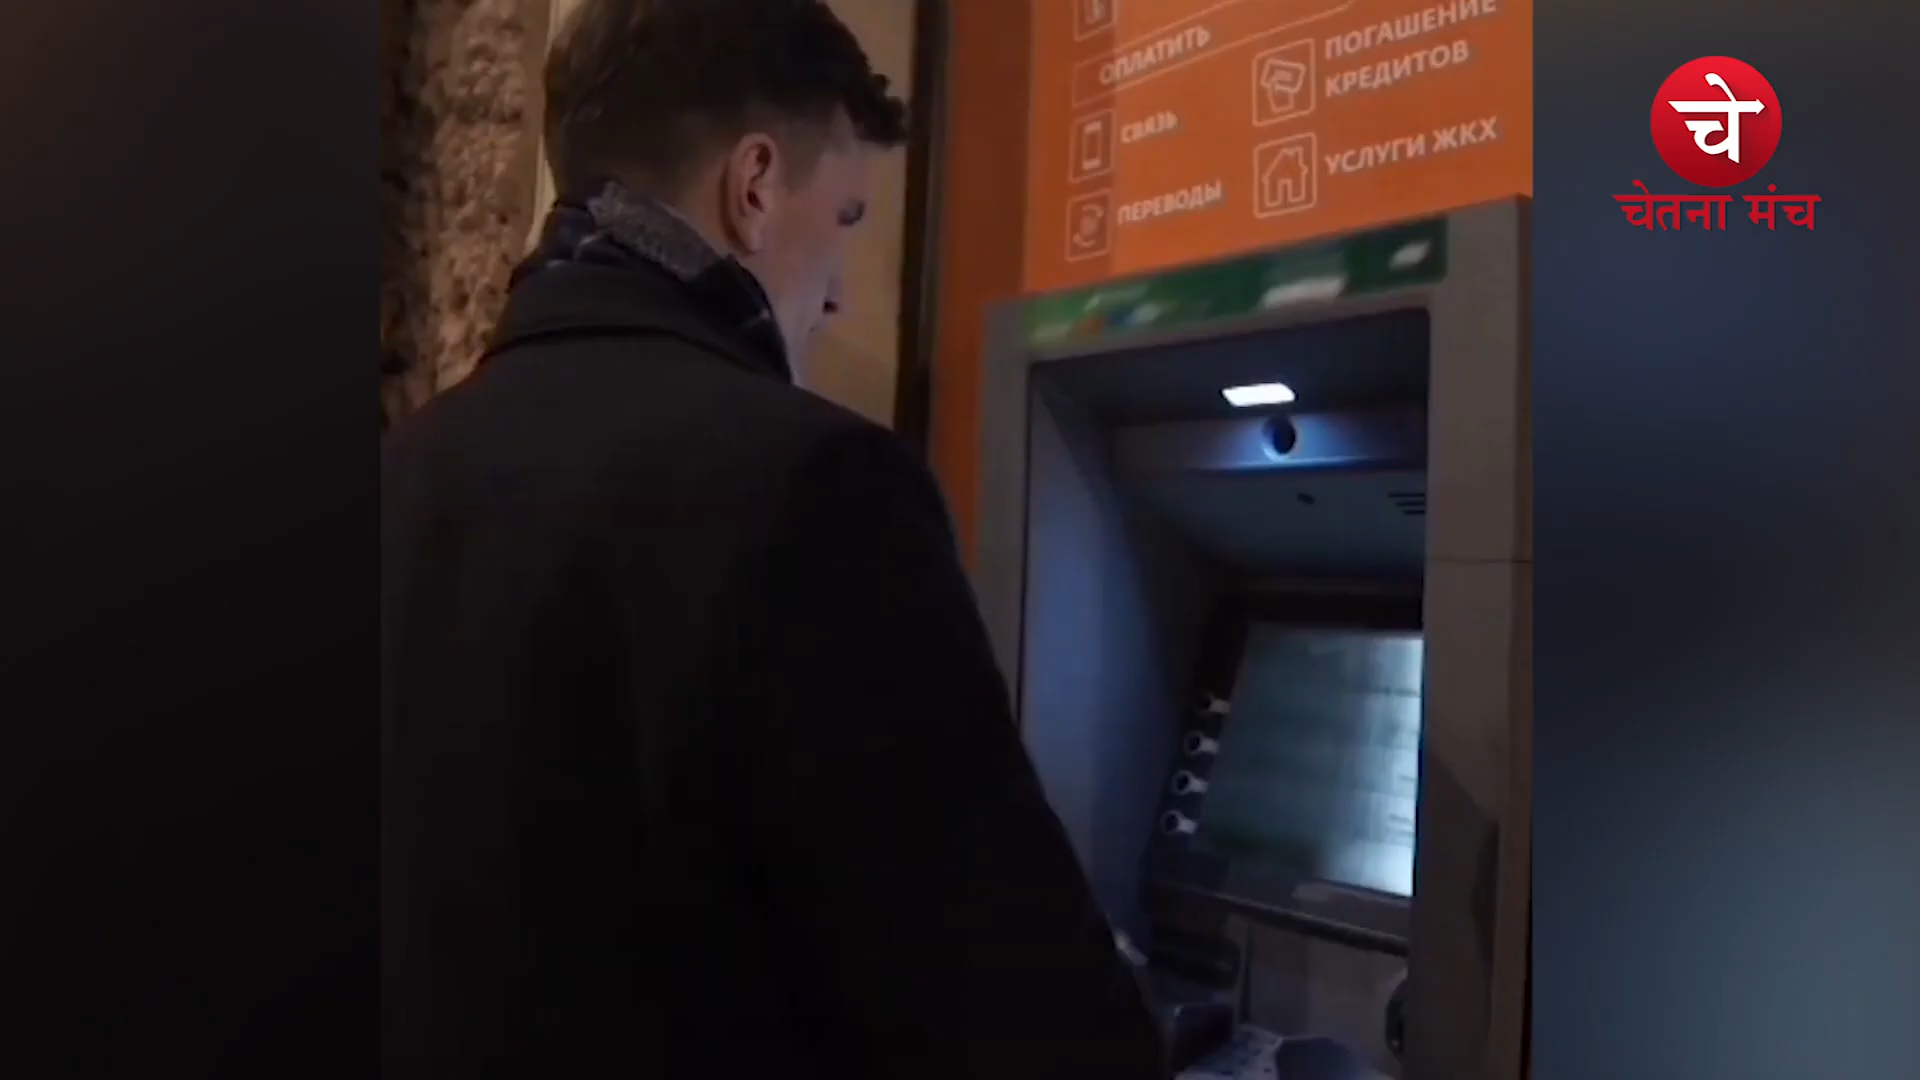 ОПЛАТИТЬ
СВЯЗЬ
ПЕРЕВОДЫ
ПОГАШЕНИЕ
КРЕДИТОВ
УСЛУГИ ЖКХ
चे
चेतना मंच